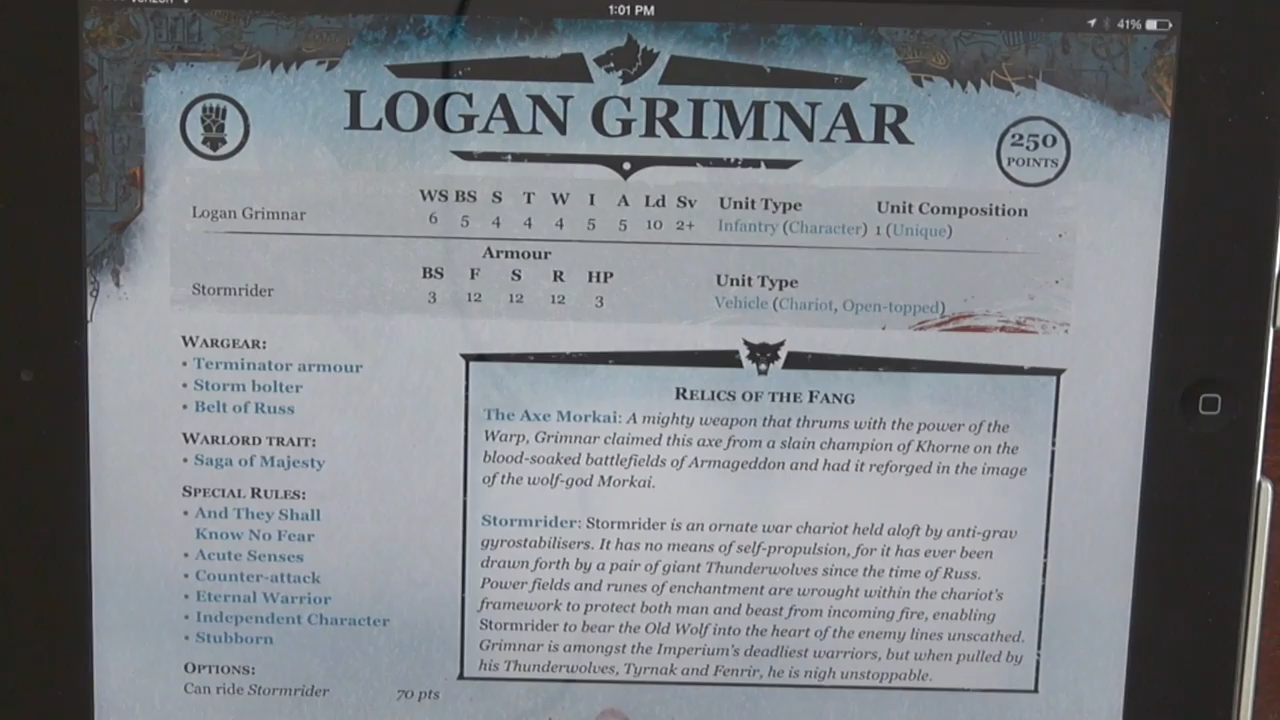 1:01 PM
41%
LOGAN GRIMNAR
250
POINTS
WS BS S T W I A Ld Sv Unit Type Unit Composition
Logan Grimnar 6 5 4 4 4 5 5 10 2+ Infantry (Character) 1 (Unique)
Armour
BS F S R HP Unit Type
Stormrider 3 12 12 12 3 Vehicle (Chariot, Open-topped)
WARGEAR:
• Terminator armour
• Storm bolter
• Belt of Russ
WARLORD TRAIT:
• Saga of Majesty
SPECIAL RULES:
• And They Shall
Know No Fear
• Acute Senses
• Counter-attack
• Eternal Warrior
• Independent Character
• Stubborn
OPTIONS:
Can ride Stormrider 70 pts
RELICS OF THE FANG
The Axe Morkai: A mighty weapon that thrums with the power of the
Warp, Grimnar claimed this axe from a slain champion of Khorne on the
blood-soaked battlefields of Armageddon and had it reforged in the image
of the wolf-god Morkai.
Stormrider: Stormrider is an ornate war chariot held aloft by anti-grav
gyrostabilisers. It has no means of self-propulsion, for it has ever been
drawn forth by a pair of giant Thunderwolves since the time of Russ.
Power fields and runes of enchantment are wrought within the chariot's
framework to protect both man and beast from incoming fire, enabling
Stormrider to bear the Old Wolf into the heart of the enemy lines unscathed.
Grimnar is amongst the Imperium's deadliest warriors, but when pulled by
his Thunderwolves, Tyrnak and Fenrir, he is nigh unstoppable.